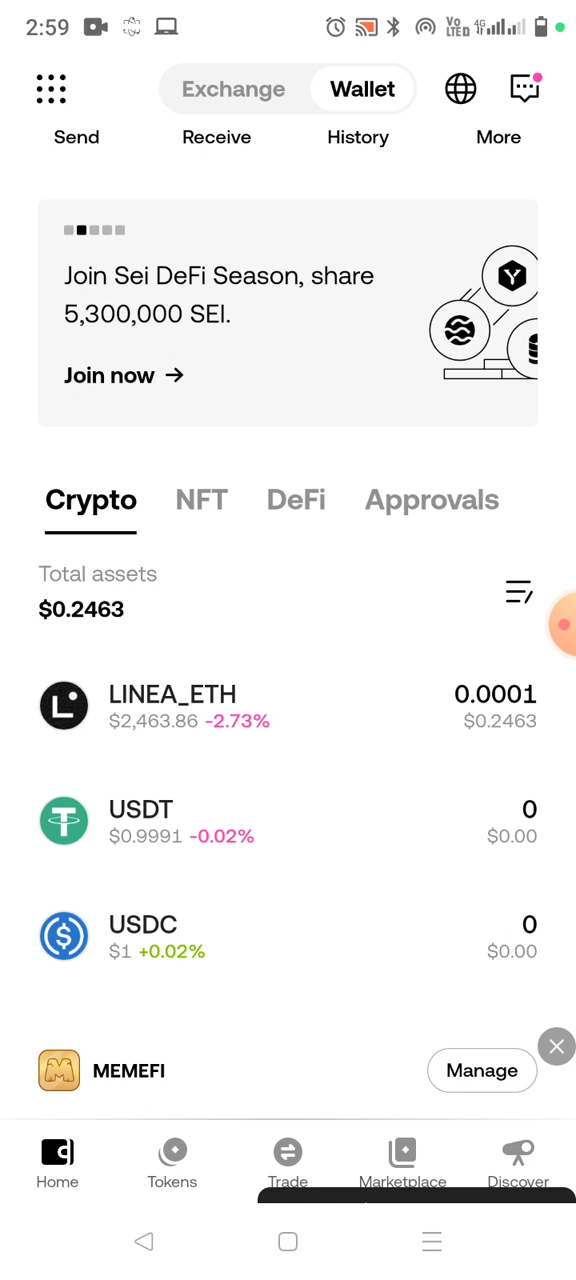 2:59
Vo LTE D 4G
Exchange
Wallet
Send
Receive
History
More
Join Sei DeFi Season, share
5,300,000 SEI.
Join now →
Crypto
NFT
DeFi
Approvals
Total assets
$0.2463
LINEA_ETH
0.0001
$2,463.86 -2.73%
$0.2463
USDT
0
$0.9991 -0.02%
$0.00
USDC
0
$1 +0.02%
$0.00
MEMEFI
Manage
Home
Tokens
Trade
Marketplace
Discover